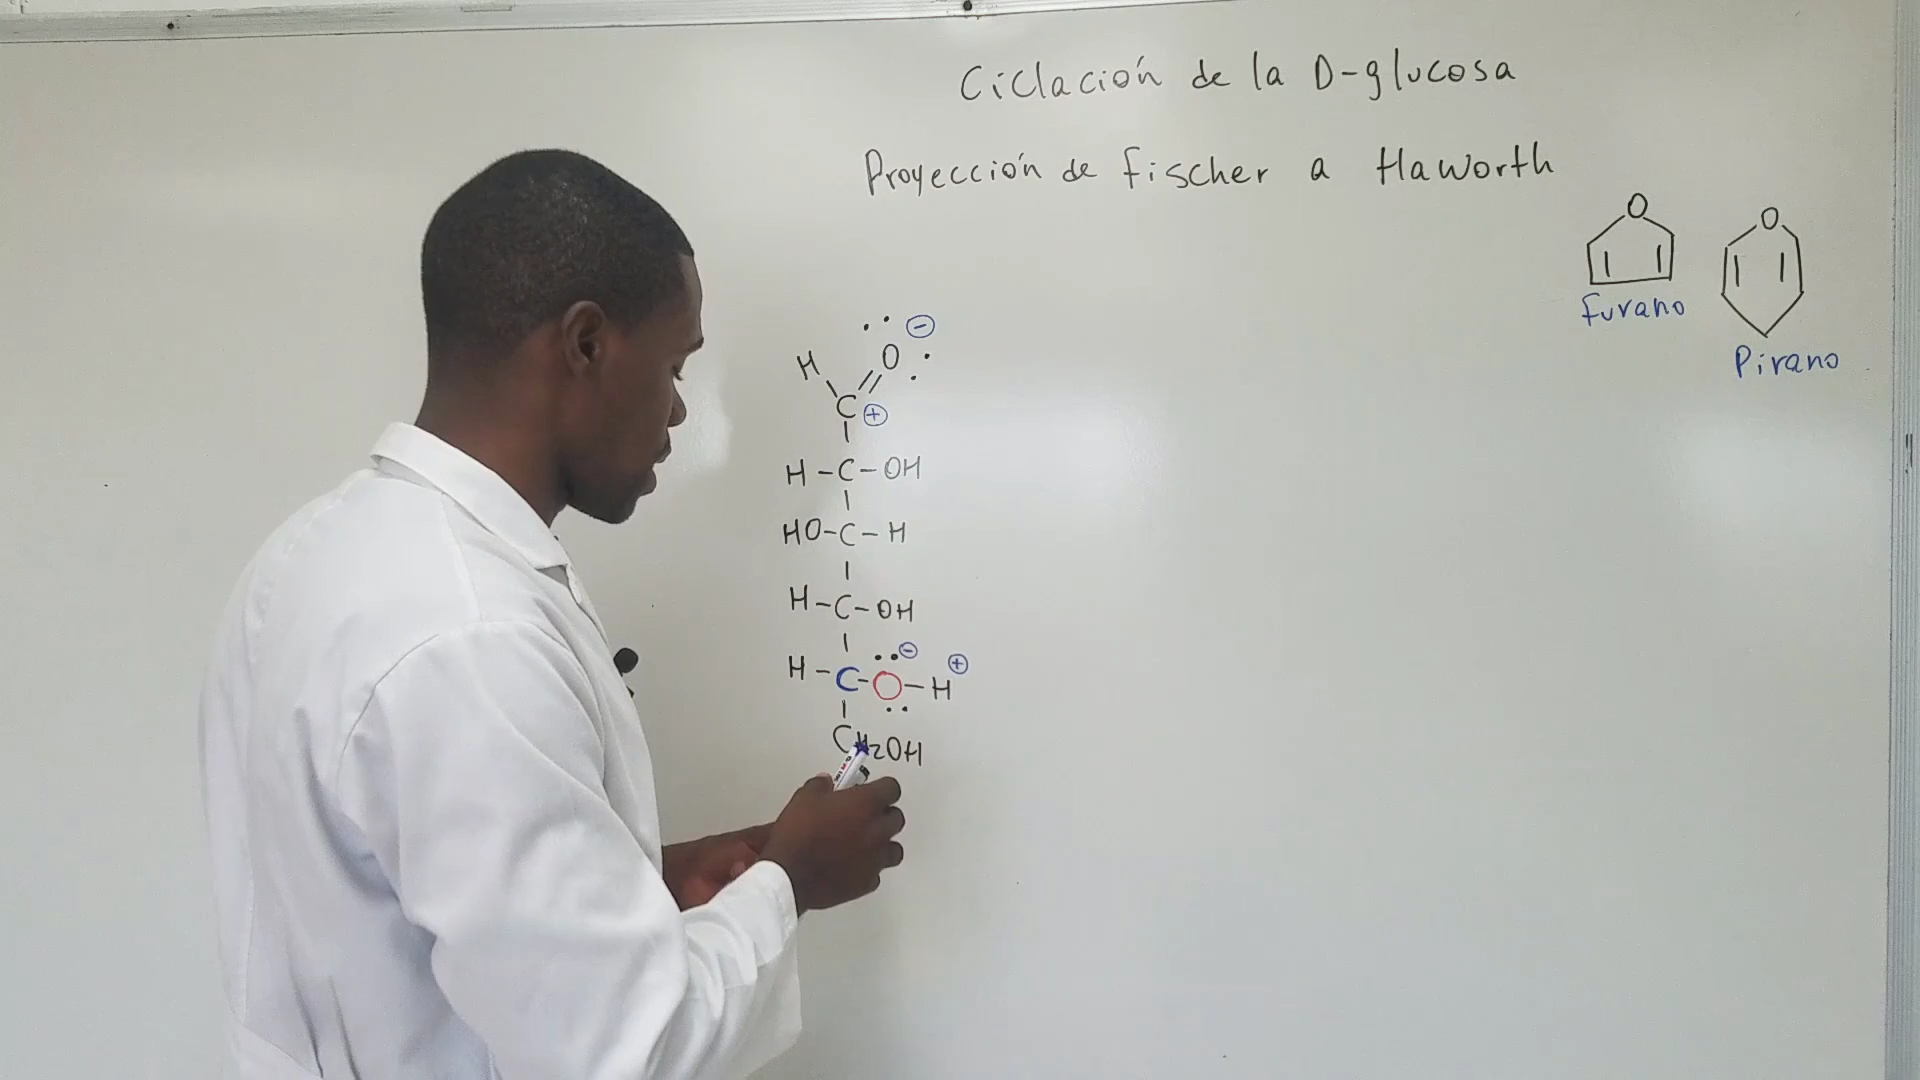 Ciclación de la D-glucosa
Proyección de fischer a Haworth
O
O
furano
Pirano
⊖
H O
C ⊕
H-C-OH
HO-C-H
H-C-OH
⊖ ⊕
H-C-O-H
CH2OH